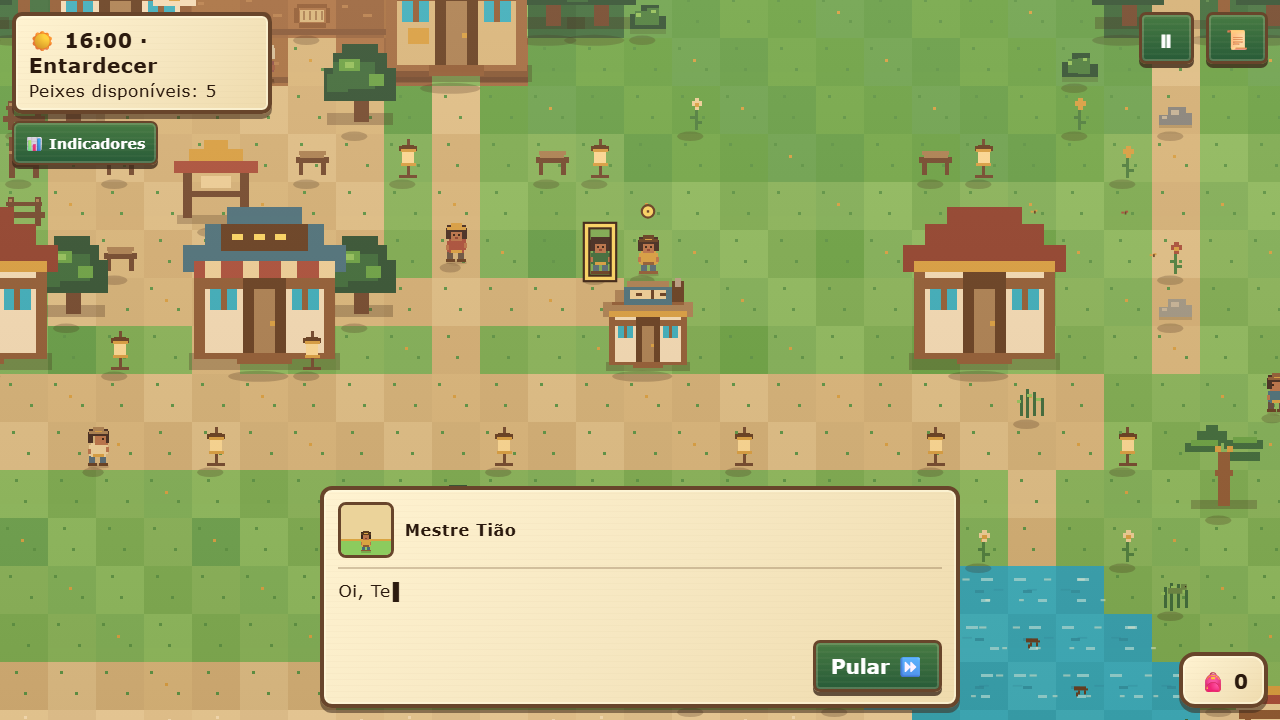 16:00 ·
Entardecer
Peixes disponíveis: 5
Indicadores
Mestre Tião
Oi, Te
Pular
0